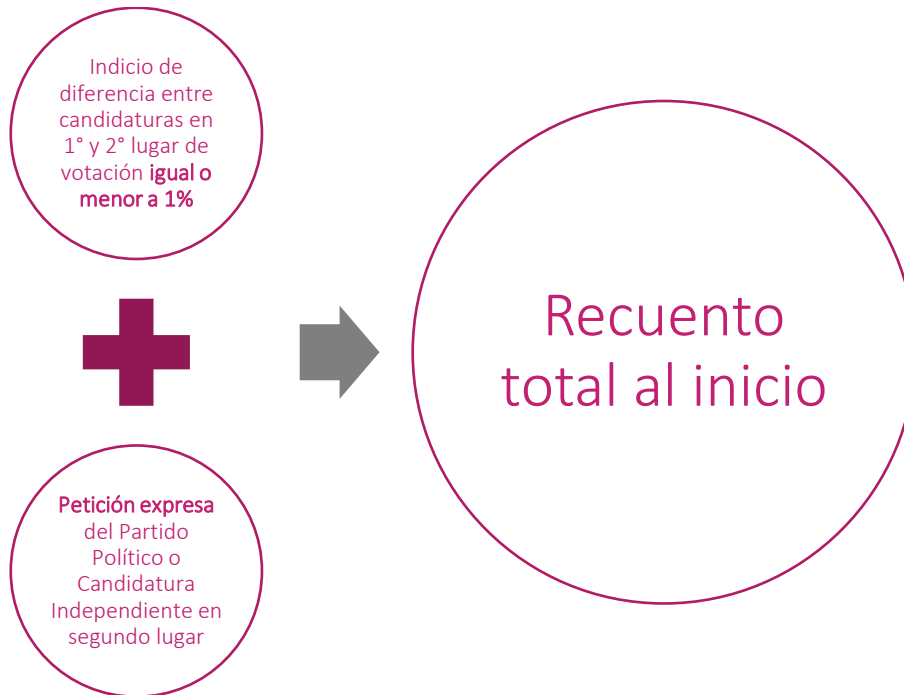 Indicio de
diferencia entre
candidaturas en
1° y 2° lugar de
votación igual o
menor a 1%
Petición expresa
del Partido
Político o
Candidatura
Independiente en
segundo lugar
Recuento
total al inicio